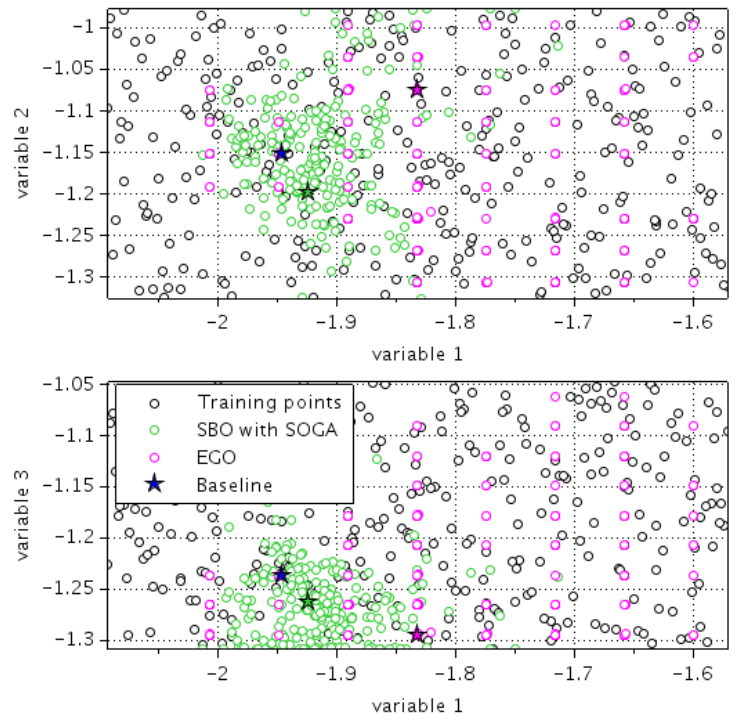 −1
−1.05
−1.1
−1.15
−1.2
−1.25
−1.3
variable 2
−2
−1.9
−1.8
−1.7
−1.6
variable 1
−1.05
−1.1
−1.15
−1.2
−1.25
−1.3
variable 3
Training points
SBO with SOGA
EGO
Baseline
−2
−1.9
−1.8
−1.7
−1.6
variable 1